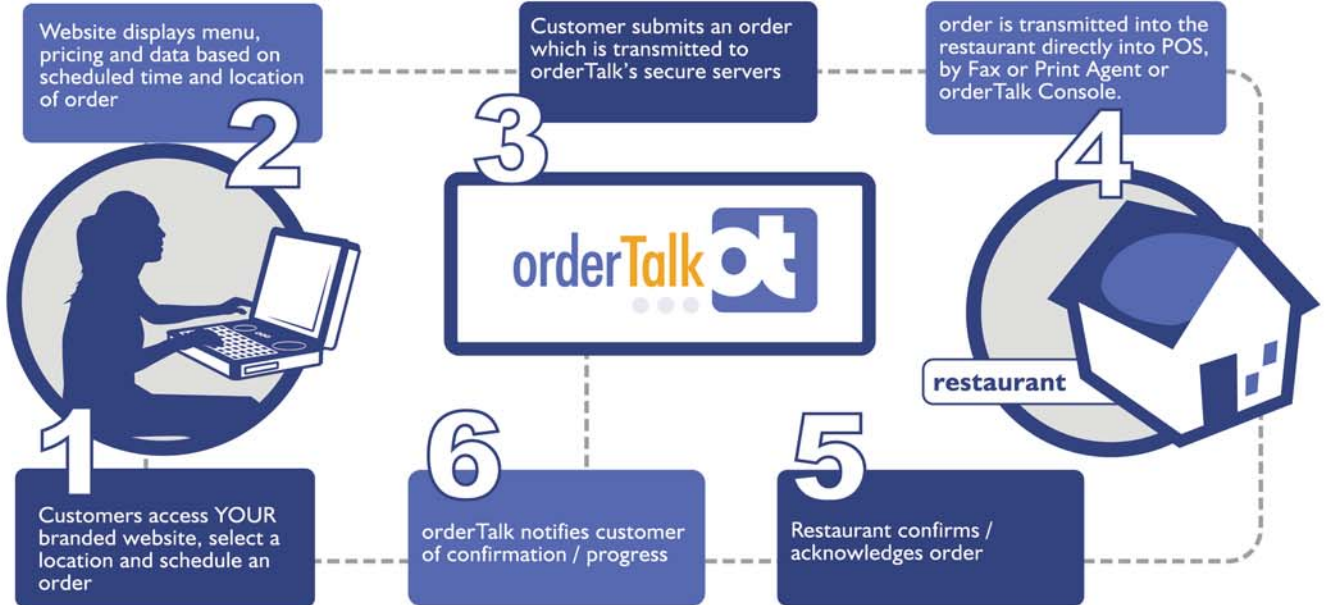 1
Customers access YOUR
branded website, select a
location and schedule an
order
2
Website displays menu,
pricing and data based on
scheduled time and location
of order
3
Customer submits an order
which is transmitted to
orderTalk's secure servers
orderTalk ot
4
order is transmitted into the
restaurant directly into POS,
by Fax or Print Agent or
orderTalk Console.
restaurant
5
Restaurant confirms /
acknowledges order
6
orderTalk notifies customer
of confirmation / progress